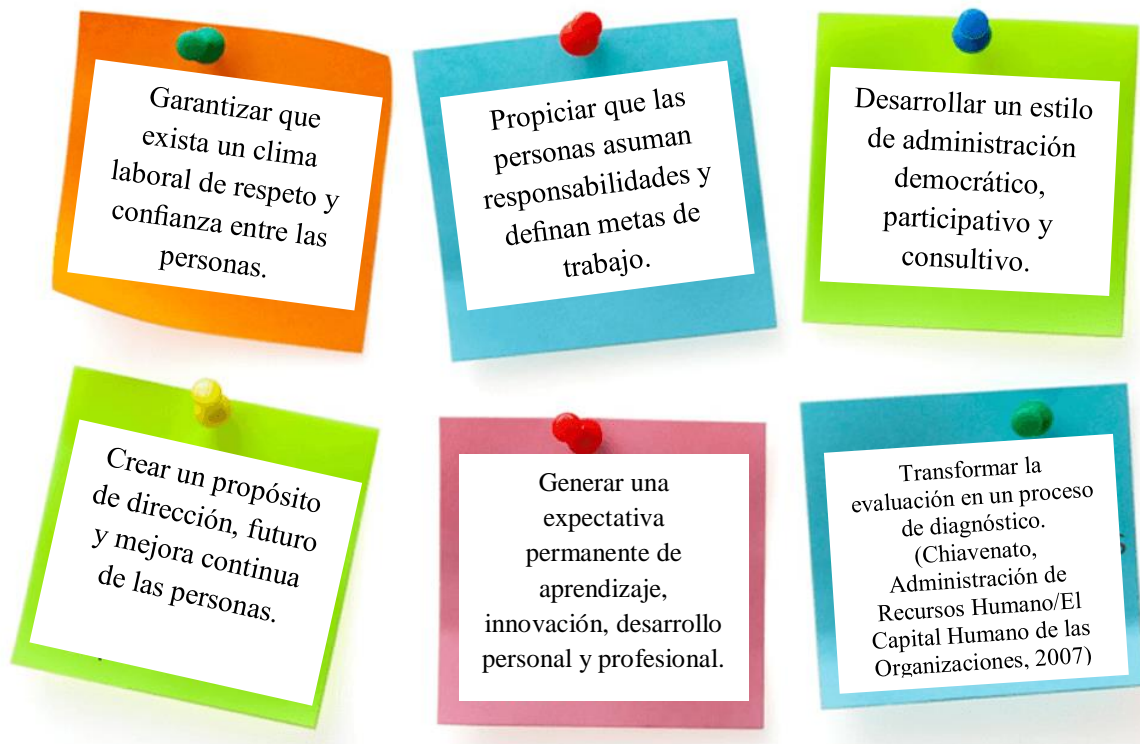 Garantizar que
exista un clima
laboral de respeto y
confianza entre las
personas.
Propiciar que las
personas asuman
responsabilidades y
definan metas de
trabajo.
Desarrollar un estilo
de administración
democrático,
participativo y
consultivo.
Crear un propósito
de dirección, futuro
y mejora continua
de las personas.
Generar una
expectativa
permanente de
aprendizaje,
innovación, desarrollo
personal y profesional.
Transformar la
evaluación en un proceso
de diagnóstico.
(Chiavenato,
Administración de
Recursos Humano/El
Capital Humano de las
Organizaciones, 2007)